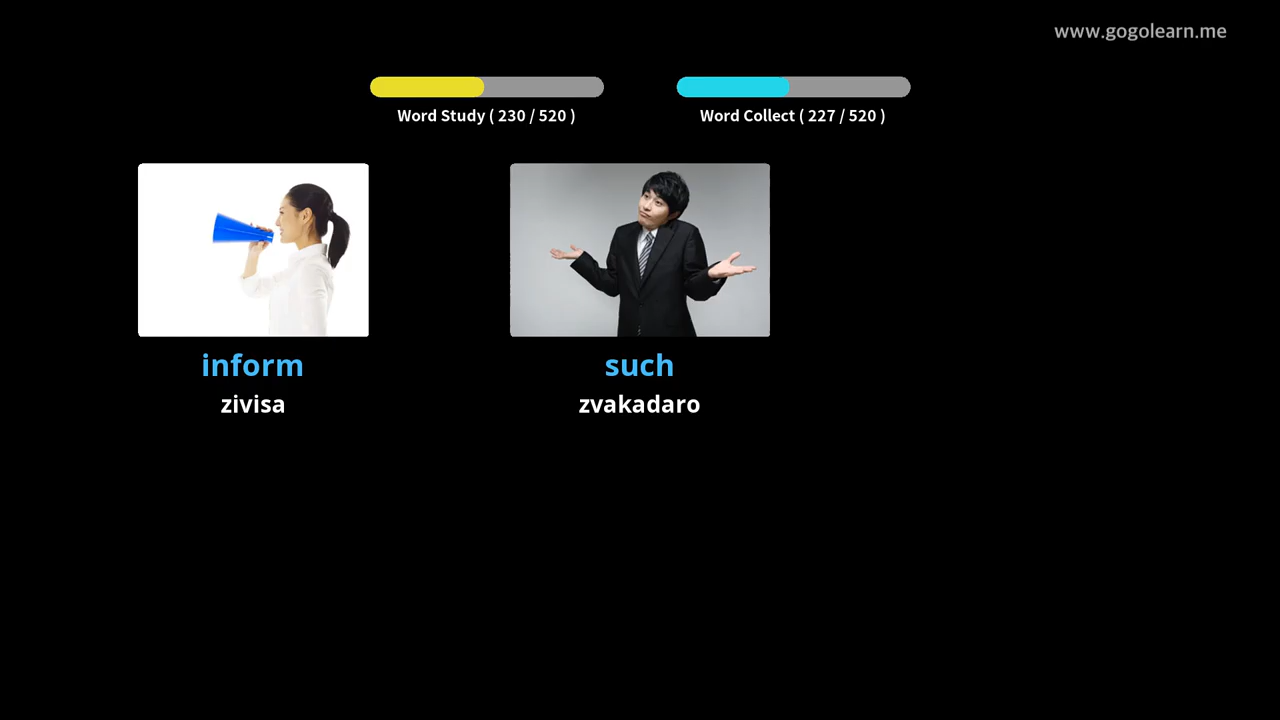 www.gogolearn.me
Word Study ( 230 / 520 )
Word Collect ( 227 / 520 )
inform
zivisa
such
zvakadaro